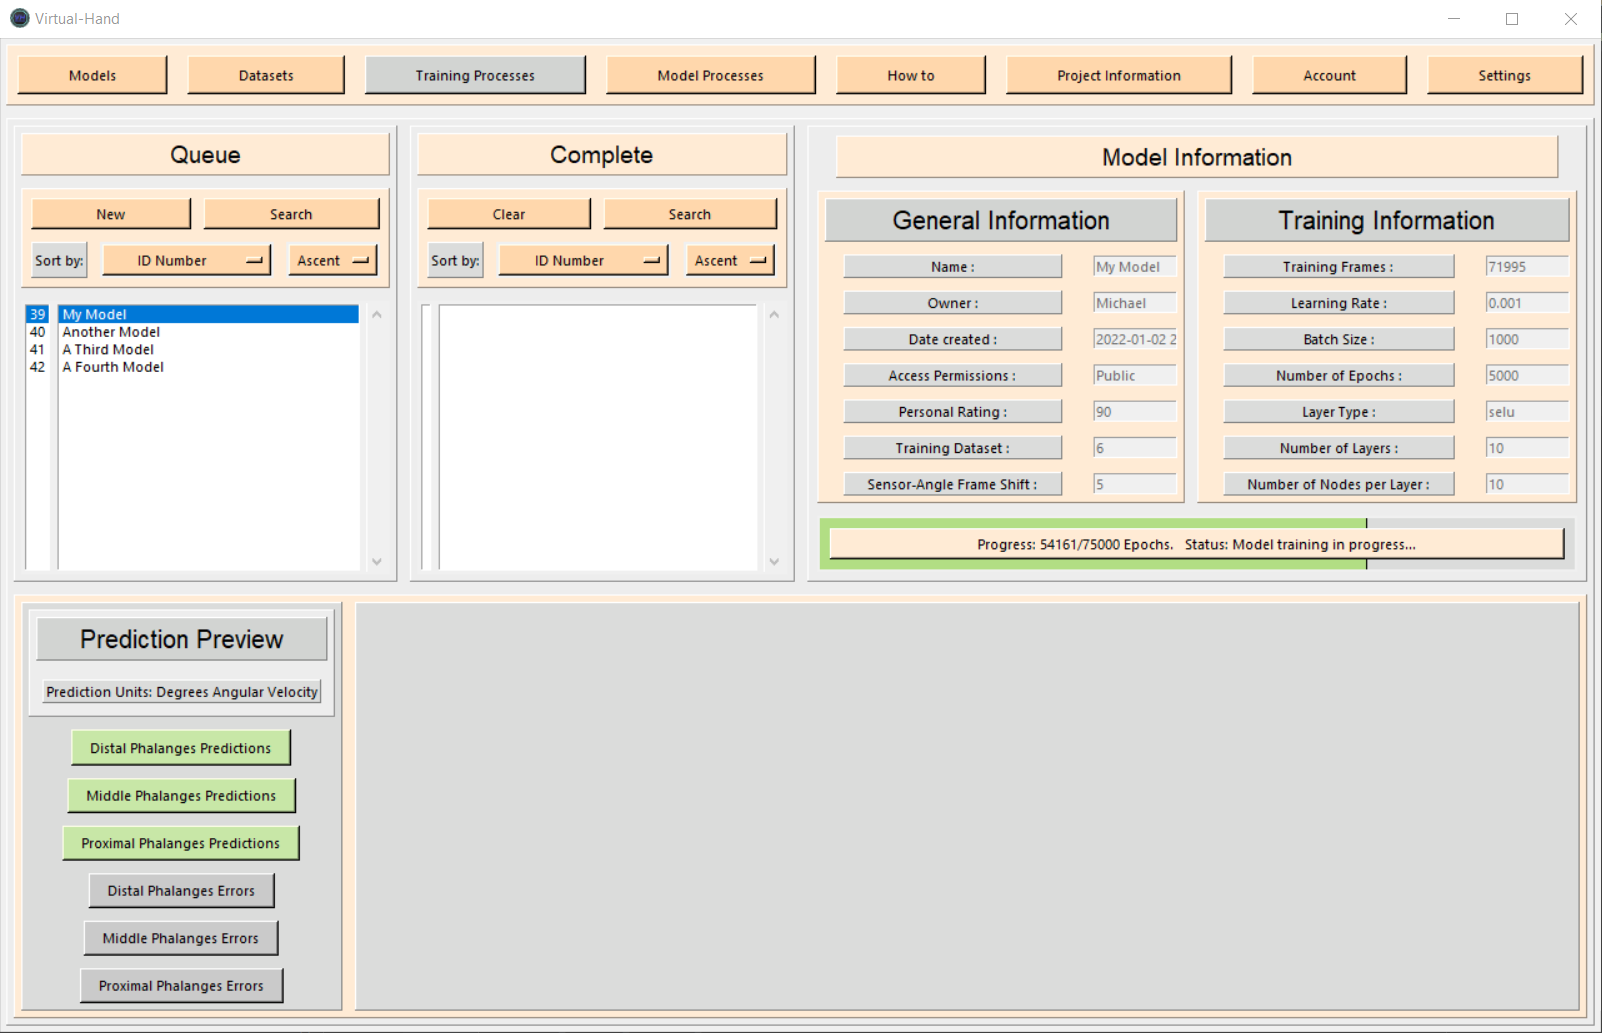 Virtual-Hand
Models Datasets Training Processes Model Processes How to Project Information Account Settings
Queue
New Search
Sort by: ID Number Ascent
39 My Model
40 Another Model
41 A Third Model
42 A Fourth Model
Complete
Clear Search
Sort by: ID Number Ascent
Model Information
General Information
Name : My Model
Owner : Michael
Date created : 2022-01-02 2
Access Permissions : Public
Personal Rating : 90
Training Dataset : 6
Sensor-Angle Frame Shift : 5
Training Information
Training Frames : 71995
Learning Rate : 0.001
Batch Size : 1000
Number of Epochs : 5000
Layer Type : selu
Number of Layers : 10
Number of Nodes per Layer : 10
Progress: 54161/75000 Epochs. Status: Model training in progress...
Prediction Preview
Prediction Units: Degrees Angular Velocity
Distal Phalanges Predictions
Middle Phalanges Predictions
Proximal Phalanges Predictions
Distal Phalanges Errors
Middle Phalanges Errors
Proximal Phalanges Errors